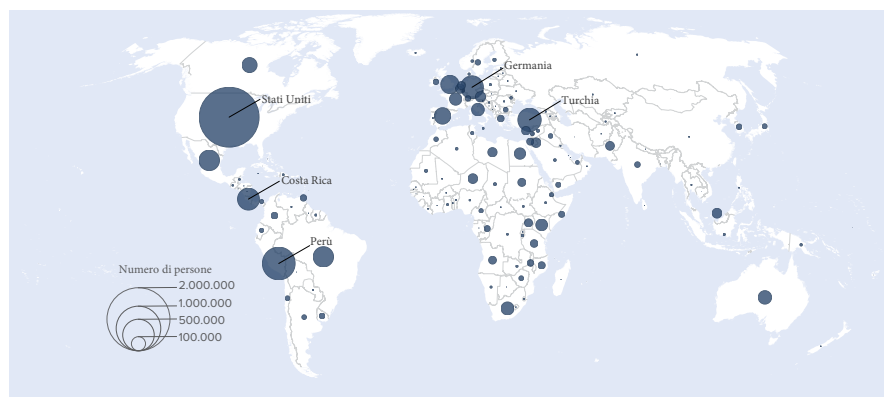 Germania
Stati Uniti
Turchia
Costa Rica
Perù
Numero di persone
2.000.000
1.000.000
500.000
100.000